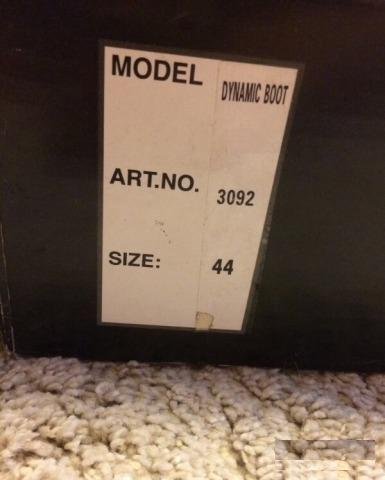 MODEL DYNAMIC BOOT
ART.NO. 3092
SIZE: 44